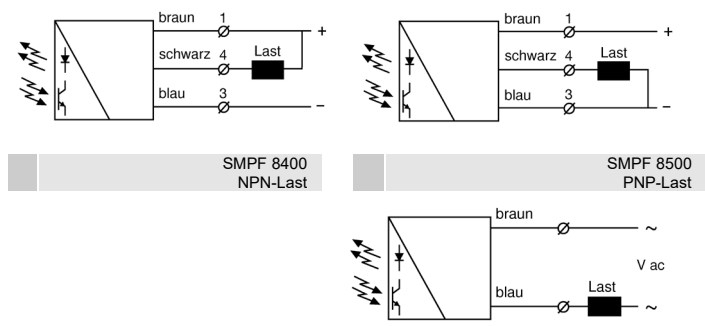 braun 1 +
schwarz 4 Last
blau 3 −
braun 1 +
schwarz 4 Last
blau 3 −
SMPF 8400
NPN-Last
SMPF 8500
PNP-Last
braun ~
V ac
blau Last ~